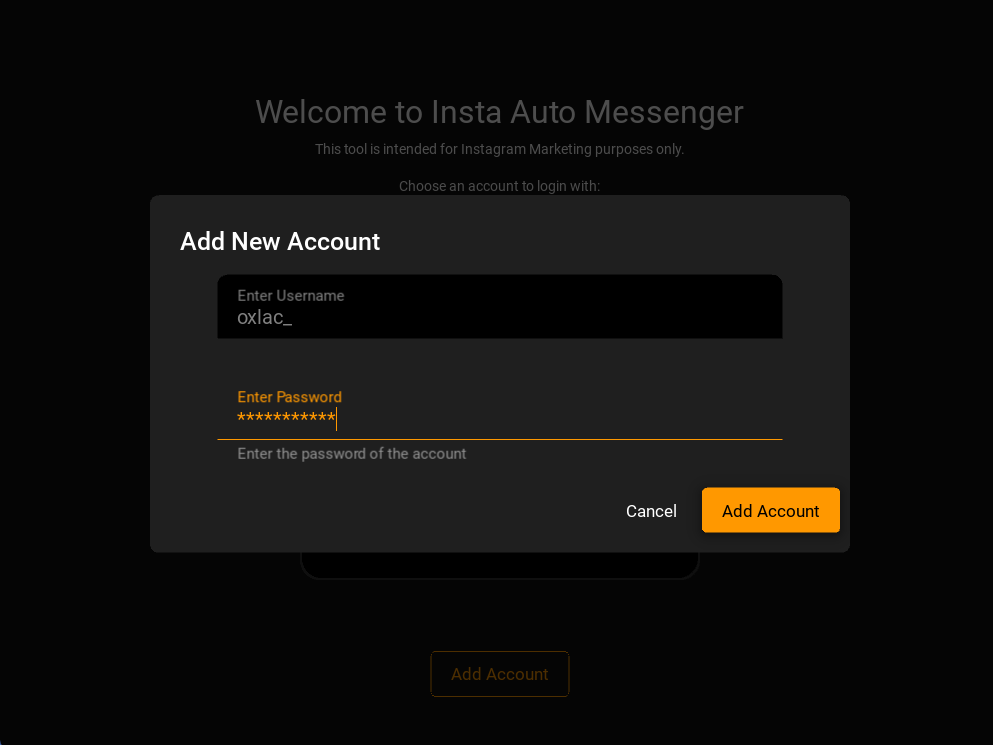 Welcome to Insta Auto Messenger
This tool is intended for Instagram Marketing purposes only.
Choose an account to login with:
Add New Account
Enter Username
oxlac_
Enter Password
***********
Enter the password of the account
Cancel
Add Account
Add Account